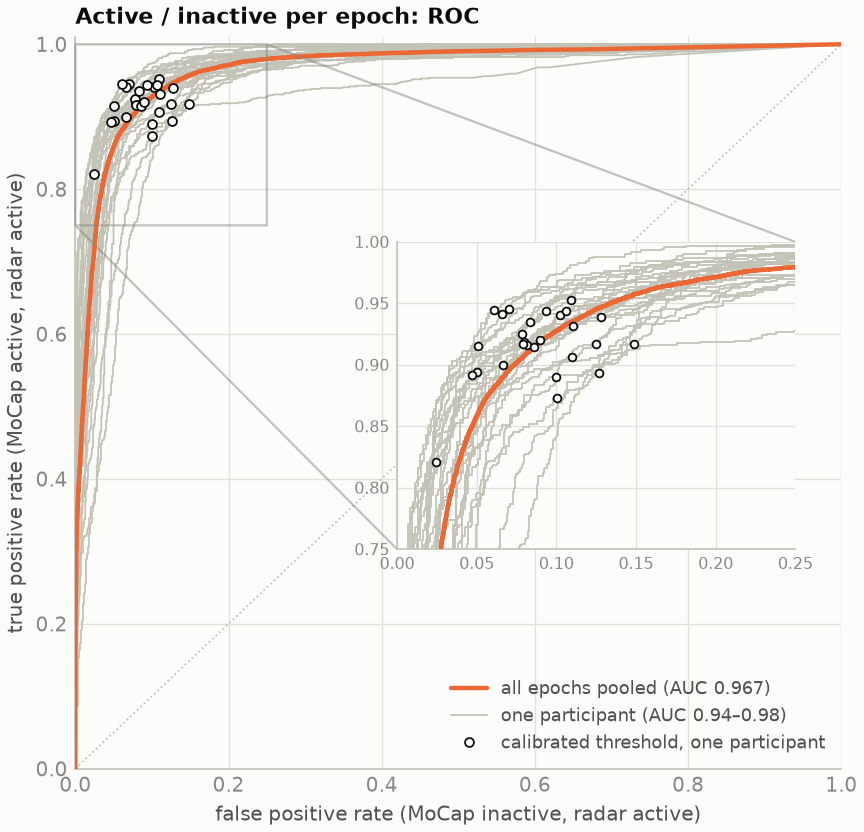 Active / inactive per epoch: ROC
true positive rate (MoCap active, radar active)
1.0
0.8
0.6
0.4
0.2
0.0
1.00
0.95
0.90
0.85
0.80
0.75
0.00 0.05 0.10 0.15 0.20 0.25
all epochs pooled (AUC 0.967)
one participant (AUC 0.94–0.98)
calibrated threshold, one participant
0.0 0.2 0.4 0.6 0.8 1.0
false positive rate (MoCap inactive, radar active)